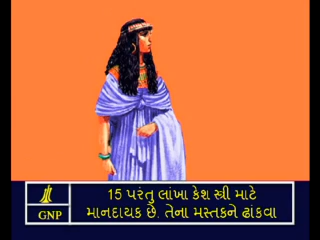 15 પરંતુ લાંબા કેશ સ્ત્રી માટે
માનદાયક છે. તેના મસ્તકને ઢાંકવા
GNP